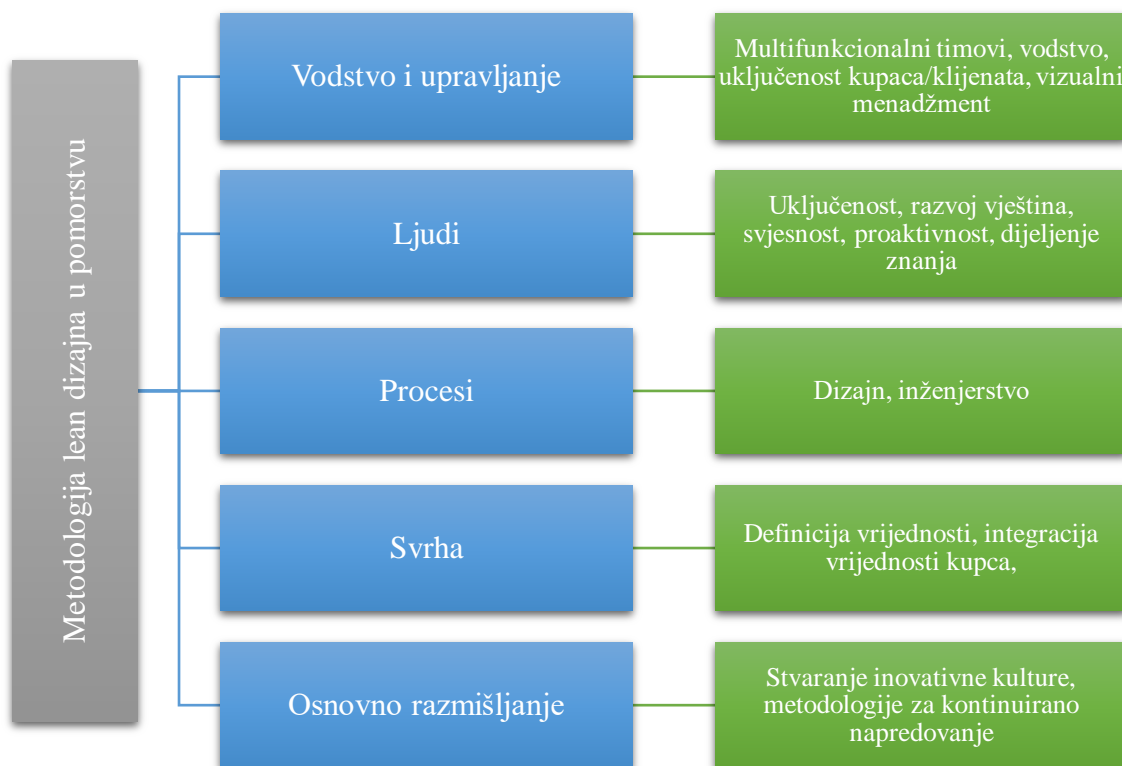 Metodologija lean dizajna u pomorstvu
Vodstvo i upravljanje
Multifunkcionalni timovi, vodstvo,
uključenost kupaca/klijenata, vizualni
menadžment
Ljudi
Uključenost, razvoj vještina,
svjesnost, proaktivnost, dijeljenje
znanja
Procesi
Dizajn, inženjerstvo
Svrha
Definicija vrijednosti, integracija
vrijednosti kupca,
Osnovno razmišljanje
Stvaranje inovativne kulture,
metodologije za kontinuirano
napredovanje